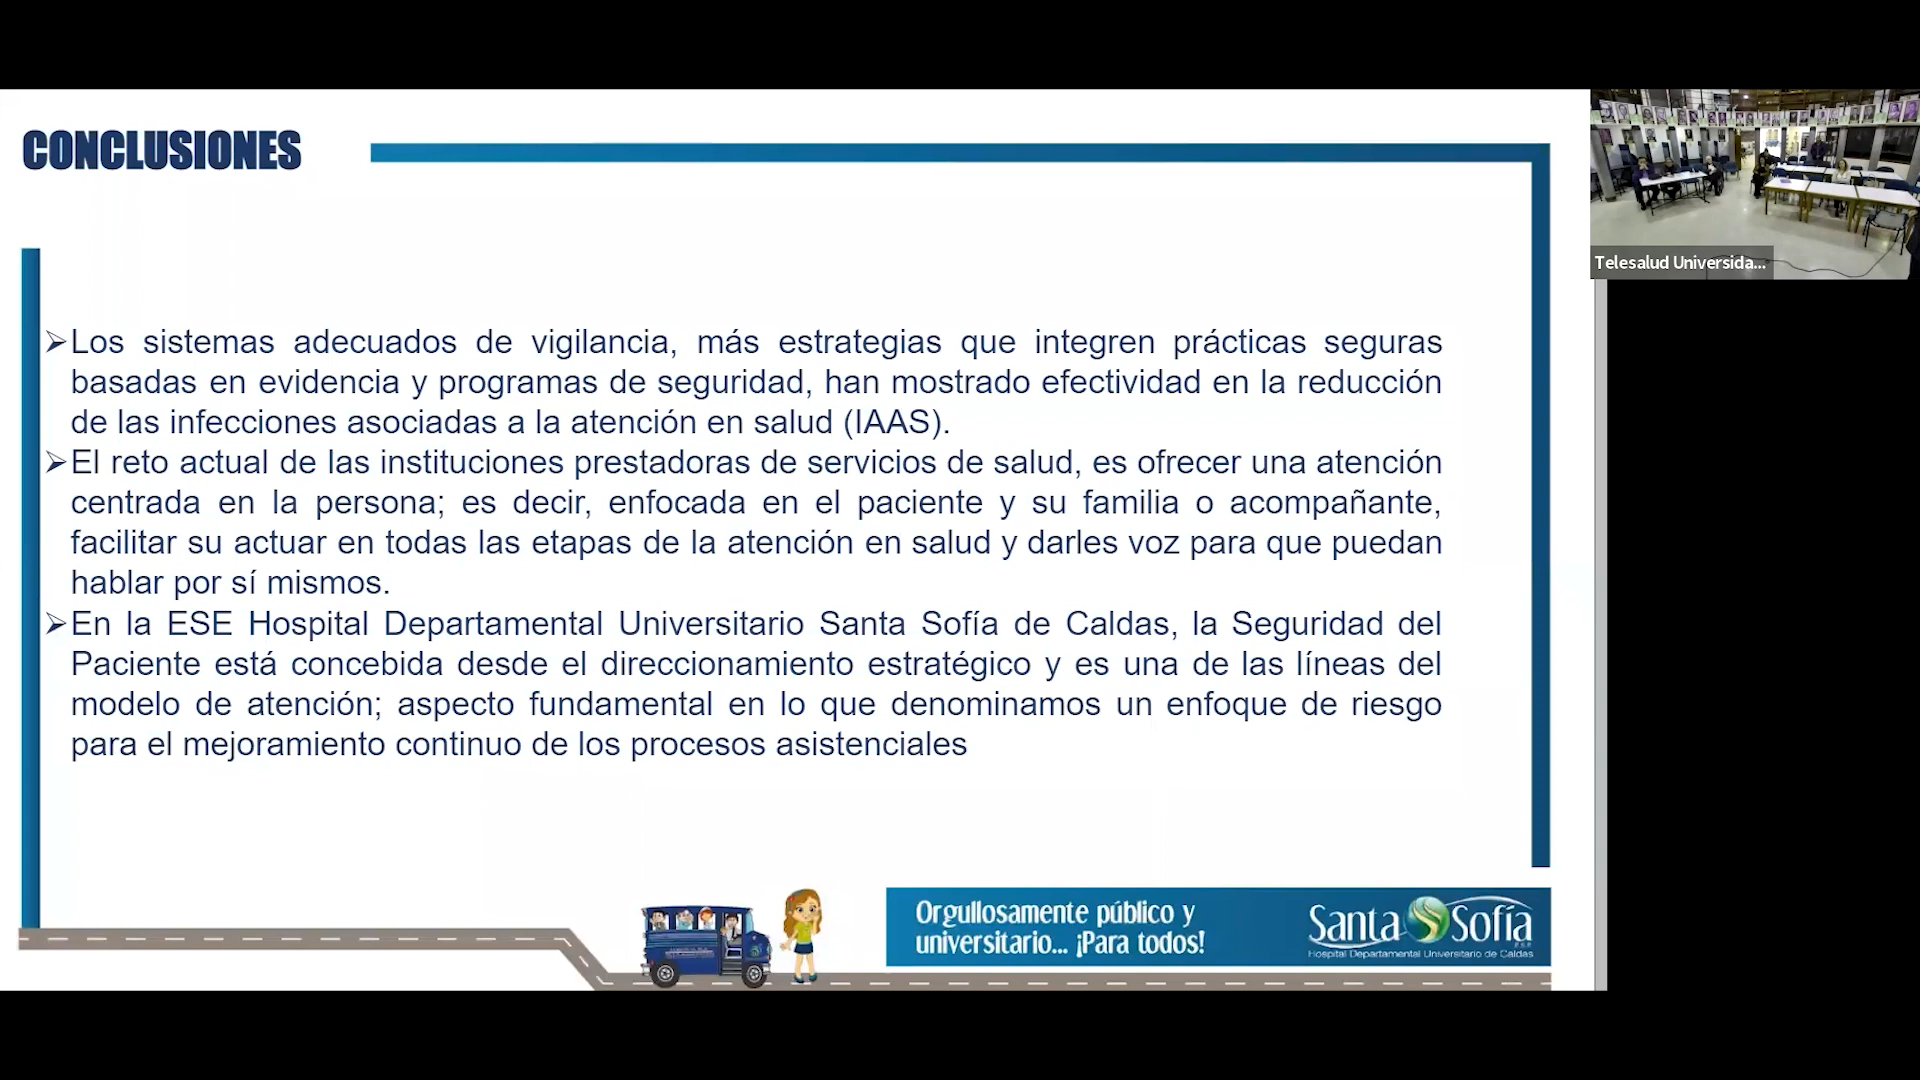 CONCLUSIONES
Telesalud Universida...
➢Los sistemas adecuados de vigilancia, más estrategias que integren prácticas seguras
basadas en evidencia y programas de seguridad, han mostrado efectividad en la reducción
de las infecciones asociadas a la atención en salud (IAAS).
➢El reto actual de las instituciones prestadoras de servicios de salud, es ofrecer una atención
centrada en la persona; es decir, enfocada en el paciente y su familia o acompañante,
facilitar su actuar en todas las etapas de la atención en salud y darles voz para que puedan
hablar por sí mismos.
➢En la ESE Hospital Departamental Universitario Santa Sofía de Caldas, la Seguridad del
Paciente está concebida desde el direccionamiento estratégico y es una de las líneas del
modelo de atención; aspecto fundamental en lo que denominamos un enfoque de riesgo
para el mejoramiento continuo de los procesos asistenciales
Orgullosamente público y
universitario... ¡Para todos!
Santa Sofía
E.S.E
Hospital Departamental Universitario de Caldas